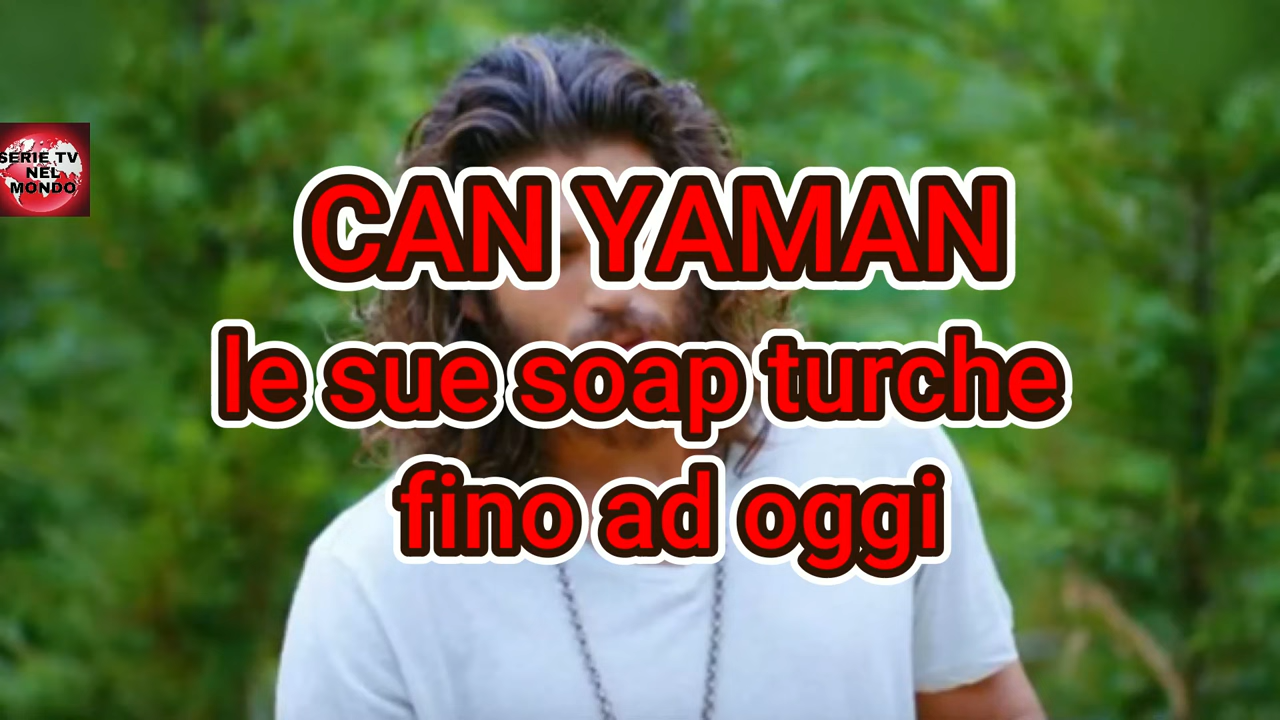 SERIE TV
NEL
MONDO
CAN YAMAN
le sue soap turche
fino ad oggi